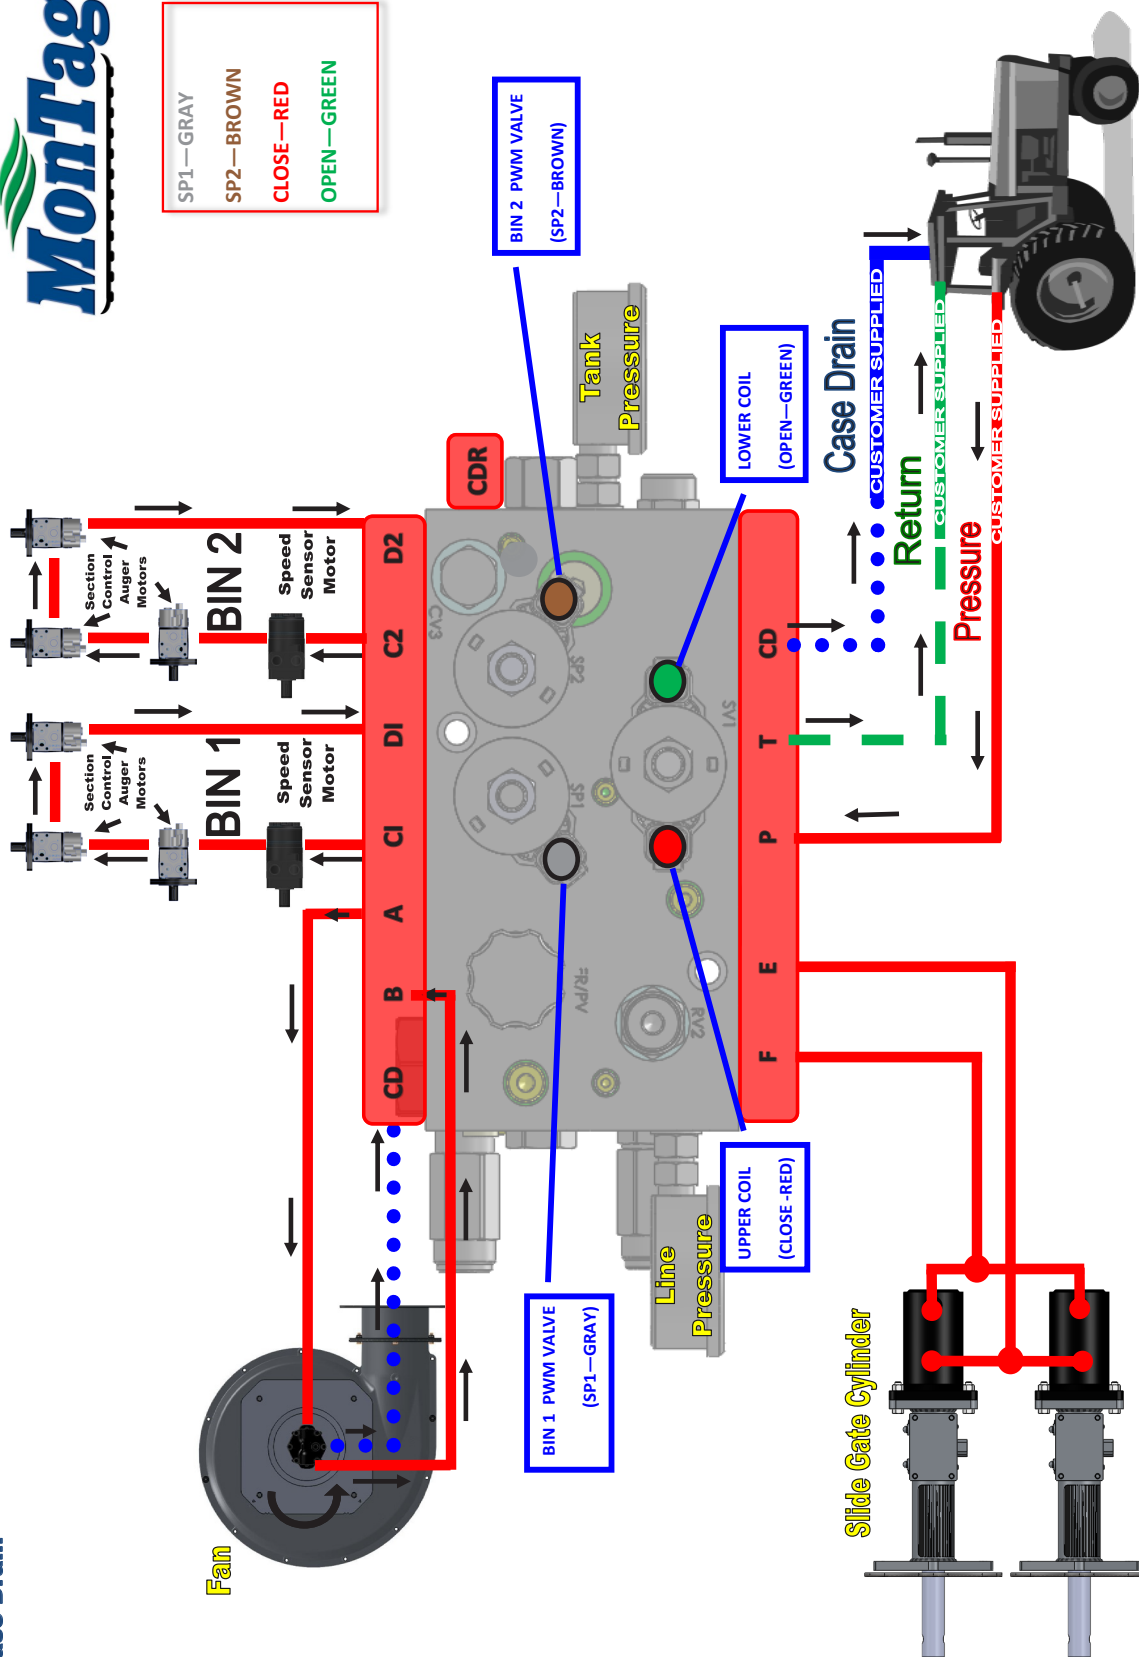 MonTag
SP1—GRAY
SP2—BROWN
CLOSE—RED
OPEN—GREEN
BIN 2 PWM VALVE
(SP2—BROWN)
Tank
Pressure
LOWER COIL
(OPEN—GREEN)
Case Drain
CUSTOMER SUPPLIED
Return
CUSTOMER SUPPLIED
Pressure
CUSTOMER SUPPLIED
Section
Control
Auger
Motors
BIN 2
Speed
Sensor
Motor
Section
Control
Auger
Motors
BIN 1
Speed
Sensor
Motor
CDR
D2
C2
DI
CI
A
B
CD
CV3
SP2
SP1
SV1
FR/PV
RV2
CD
T
P
E
F
Line
Pressure
UPPER COIL
(CLOSE -RED)
BIN 1 PWM VALVE
(SP1—GRAY)
Fan
Slide Gate Cylinder
Drain